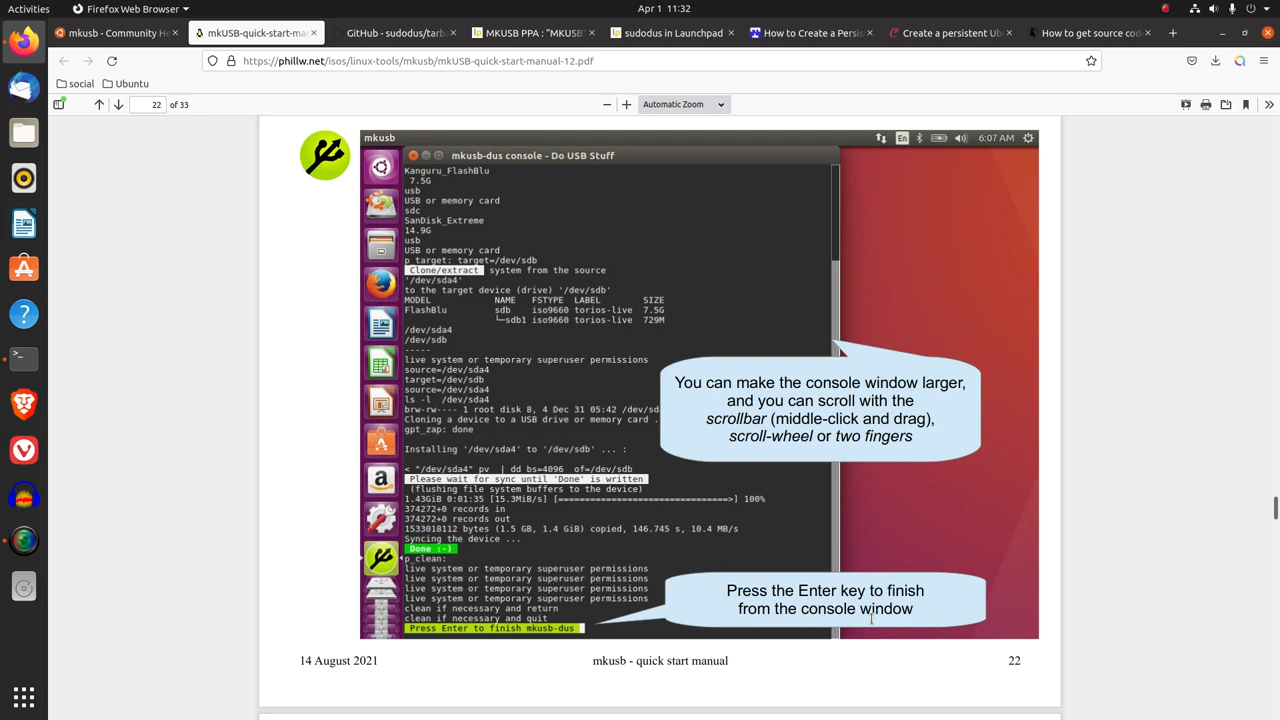 Activities
Firefox Web Browser
Apr 1 11:32
mkusb - Community He
mkUSB-quick-start-ma
GitHub - sudodus/tarba
MKUSB PPA : "MKUSB"
sudodus in Launchpad
How to Create a Persis
Create a persistent Ub
How to get source cod
https://phillw.net/isos/linux-tools/mkusb/mkUSB-quick-start-manual-12.pdf
social
Ubuntu
22 of 33
Automatic Zoom
mkusb
En
6:07 AM
mkusb-dus console - Do USB Stuff
Kanguru_FlashBlu
7.5G
usb
USB or memory card
sdc
SanDisk_Extreme
14.9G
usb
USB or memory card
p_target: target=/dev/sdb
Clone/extract system from the source
'/dev/sda4'
to the target device (drive) '/dev/sdb'
MODEL NAME FSTYPE LABEL SIZE
FlashBlu sdb iso9660 torios-live 7.5G
└─sdb1 iso9660 torios-live 729M
/dev/sda4
/dev/sdb
-----
live system or temporary superuser permissions
source=/dev/sda4
target=/dev/sdb
source=/dev/sda4
ls -l /dev/sda4
brw-rw---- 1 root disk 8, 4 Dec 31 05:42 /dev/sda
Cloning a device to a USB drive or memory card .
gpt_zap: done
Installing '/dev/sda4' to '/dev/sdb' ... :
< "/dev/sda4" pv | dd bs=4096 of=/dev/sdb
Please wait for sync until 'Done' is written
(flushing file system buffers to the device)
1.43GiB 0:01:35 [15.3MiB/s] [==============================>] 100%
374272+0 records in
374272+0 records out
1533018112 bytes (1.5 GB, 1.4 GiB) copied, 146.745 s, 10.4 MB/s
Syncing the device ...
Done :-)
p_clean:
live system or temporary superuser permissions
live system or temporary superuser permissions
live system or temporary superuser permissions
live system or temporary superuser permissions
clean if necessary and return
clean if necessary and quit
Press Enter to finish mkusb-dus
You can make the console window larger,
and you can scroll with the
scrollbar (middle-click and drag),
scroll-wheel or two fingers
Press the Enter key to finish
from the console window
14 August 2021
mkusb - quick start manual
22